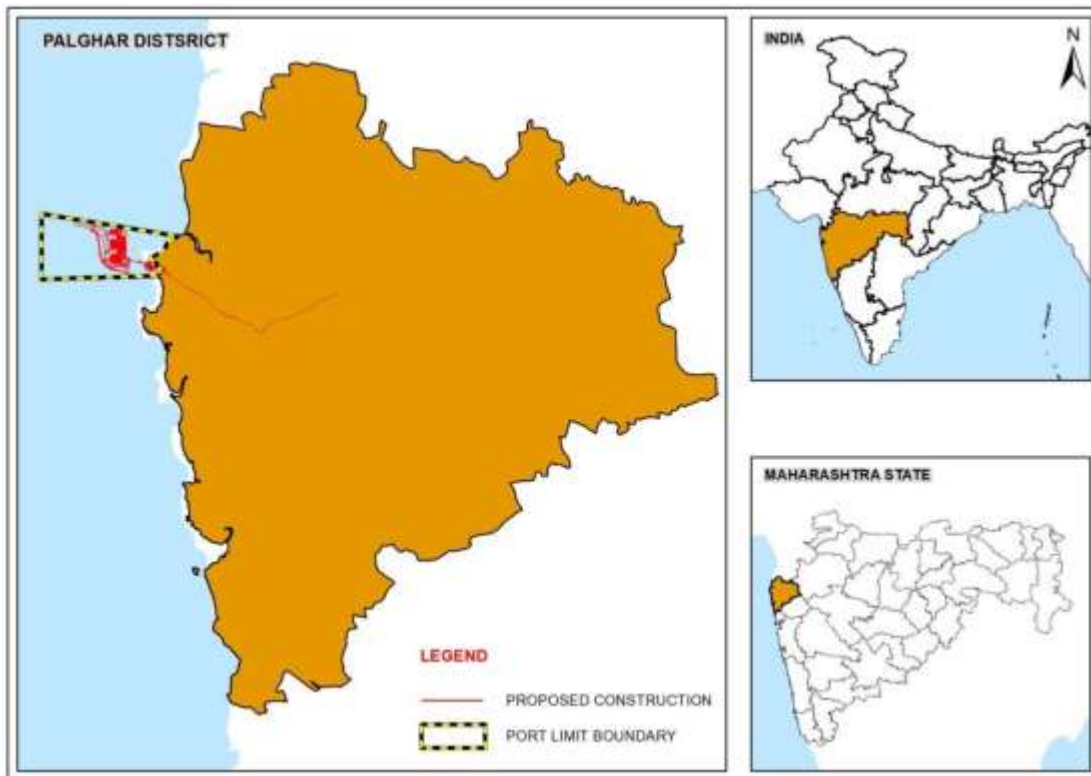 PALGHAR DISTSRICT
INDIA
N
MAHARASHTRA STATE
LEGEND
PROPOSED CONSTRUCTION
PORT LIMIT BOUNDARY